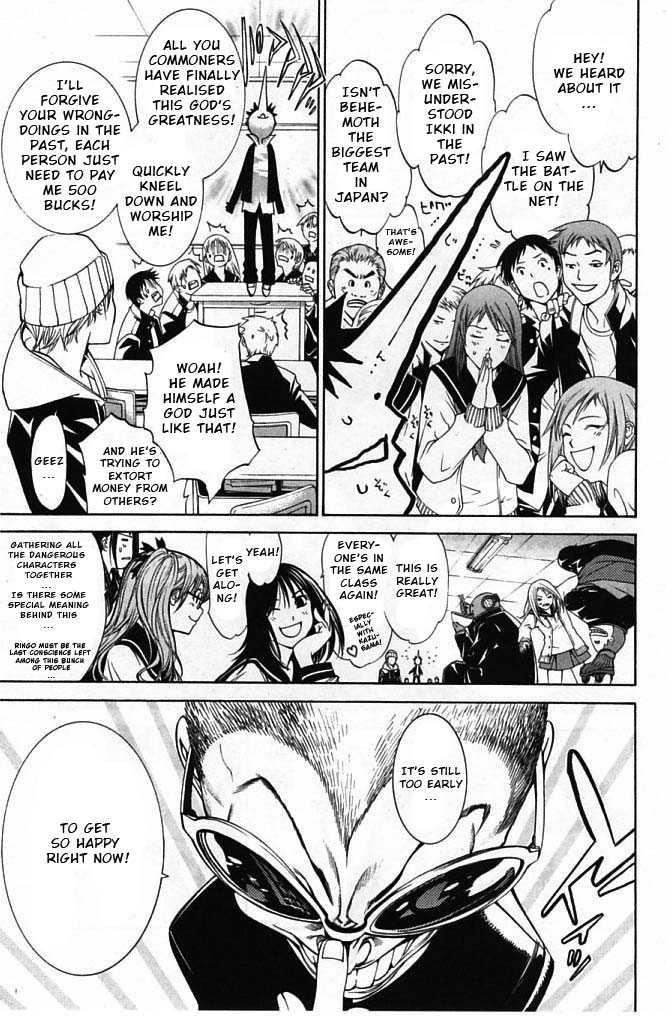 HEY!
WE HEARD
ABOUT IT
...
SORRY,
WE MIS-
UNDER-
STOOD
IKKI IN
THE
PAST!
I SAW
THE BAT-
TLE ON THE
NET!
ISN'T
BEHE-
MOTH THE
BIGGEST
TEAM
IN
JAPAN?
THAT'S
AWE-
SOME!
ALL YOU
COMMONERS
HAVE FINALLY
REALISED
THIS GOD'S
GREATNESS!
QUICKLY
KNEEL
DOWN AND
WORSHIP
ME!
I'LL
FORGIVE
YOUR WRONG-
DOINGS IN THE
PAST, EACH
PERSON JUST
NEED TO PAY
ME 500
BUCKS!
WOAH!
HE MADE
HIMSELF A
GOD JUST
LIKE THAT!
AND HE'S
TRYING TO
EXTORT
MONEY FROM
OTHERS?
GEEZ
...
THIS IS
REALLY
GREAT!
EVERY-
ONE'S IN
THE SAME
CLASS
AGAIN!
ESPEC-
IALLY
WITH
KAZU-
SAMA!
YEAH!
LET'S
GET ALO-
NG!
GATHERING ALL
THE DANGEROUS
CHARACTERS
TOGETHER
...
IS THERE SOME
SPECIAL MEANING
BEHIND THIS
...
RINGO MUST BE THE
LAST CONSCIENCE LEFT
AMONG THIS BUNCH
OF PEOPLE
...
IT'S STILL
TOO EARLY
...
TO GET
SO HAPPY
RIGHT NOW!